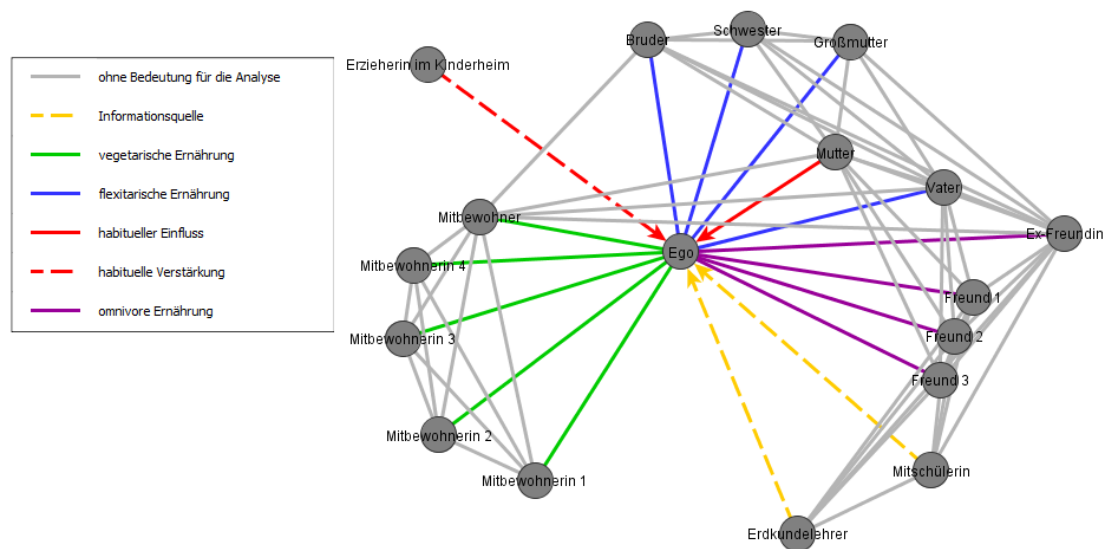 ohne Bedeutung für die Analyse
Informationsquelle
vegetarische Ernährung
flexitarische Ernährung
habitueller Einfluss
habituelle Verstärkung
omnivore Ernährung
Schwester
Bruder
Großmutter
Erzieherin im Kinderheim
Mutter
Vater
Mitbewohner
Ex-Freundin
Ego
Mitbewohnerin 4
Freund 1
Mitbewohnerin 3
Freund 2
Freund 3
Mitbewohnerin 2
Mitschülerin
Mitbewohnerin 1
Erdkundelehrer